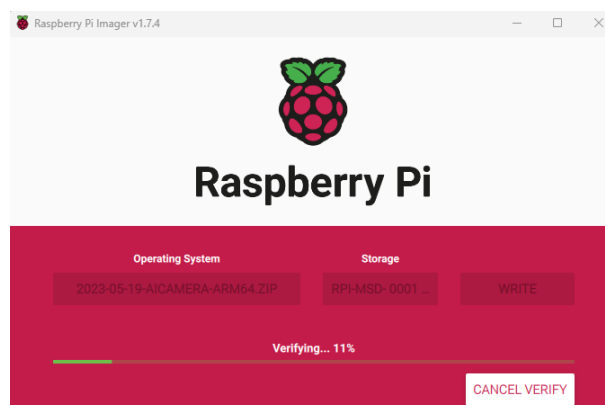 Raspberry Pi Imager v1.7.4
Raspberry Pi
Operating System Storage
2023-05-19-AICAMERA-ARM64.ZIP RPI-MSD- 0001 ... WRITE
Verifying... 11%
CANCEL VERIFY